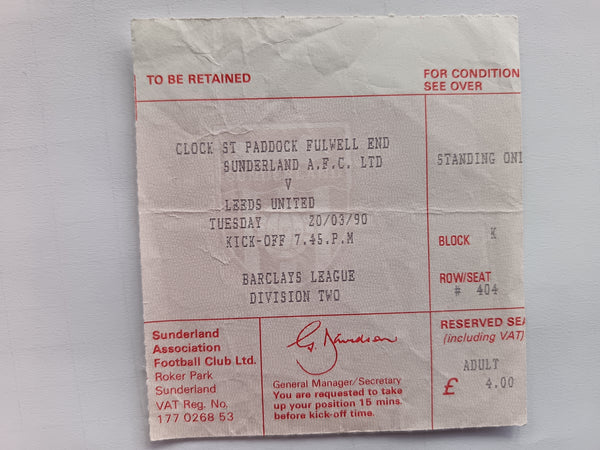 TO BE RETAINED
FOR CONDITION
SEE OVER
CLOCK ST PADDOCK FULWELL END
SUNDERLAND A.F.C. LTD
V
LEEDS UNITED
TUESDAY 20/03/90
KICK-OFF 7.45.P.M
BARCLAYS LEAGUE
DIVISION TWO
STANDING ONL
BLOCK K
ROW/SEAT
# 404
Sunderland
Association
Football Club Ltd.
Roker Park
Sunderland
VAT Reg. No.
177 0268 53
G. Davidson
General Manager/Secretary
You are requested to take
up your position 15 mins.
before kick-off time.
RESERVED SEA
(including VAT)
ADULT
£ 4.00